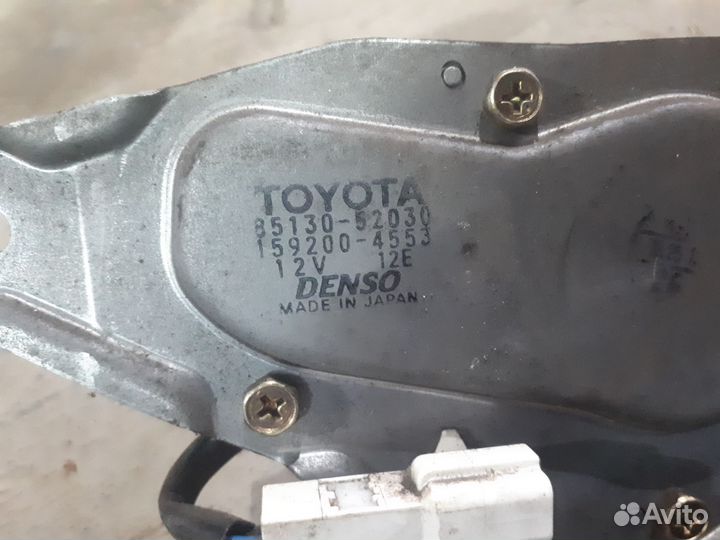 TOYOTA
85130-52030
159200-4553
12V 12E
DENSO
MADE IN JAPAN
Avito